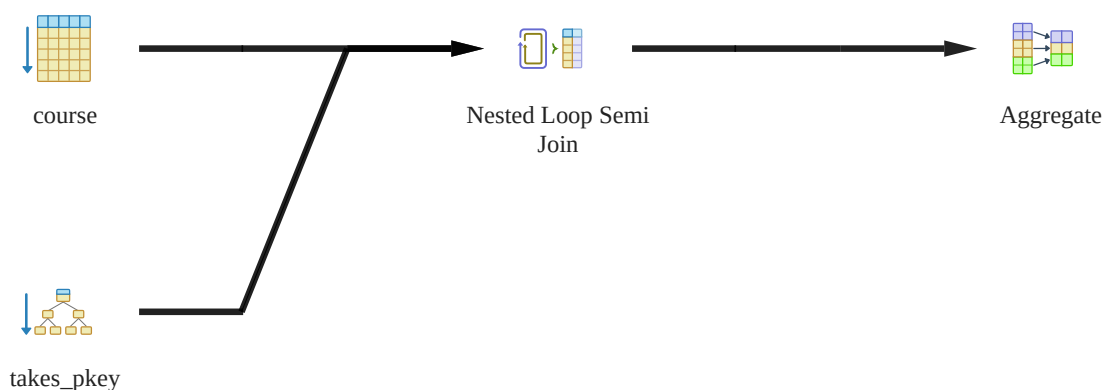 course
Nested Loop Semi
Join
Aggregate
takes_pkey